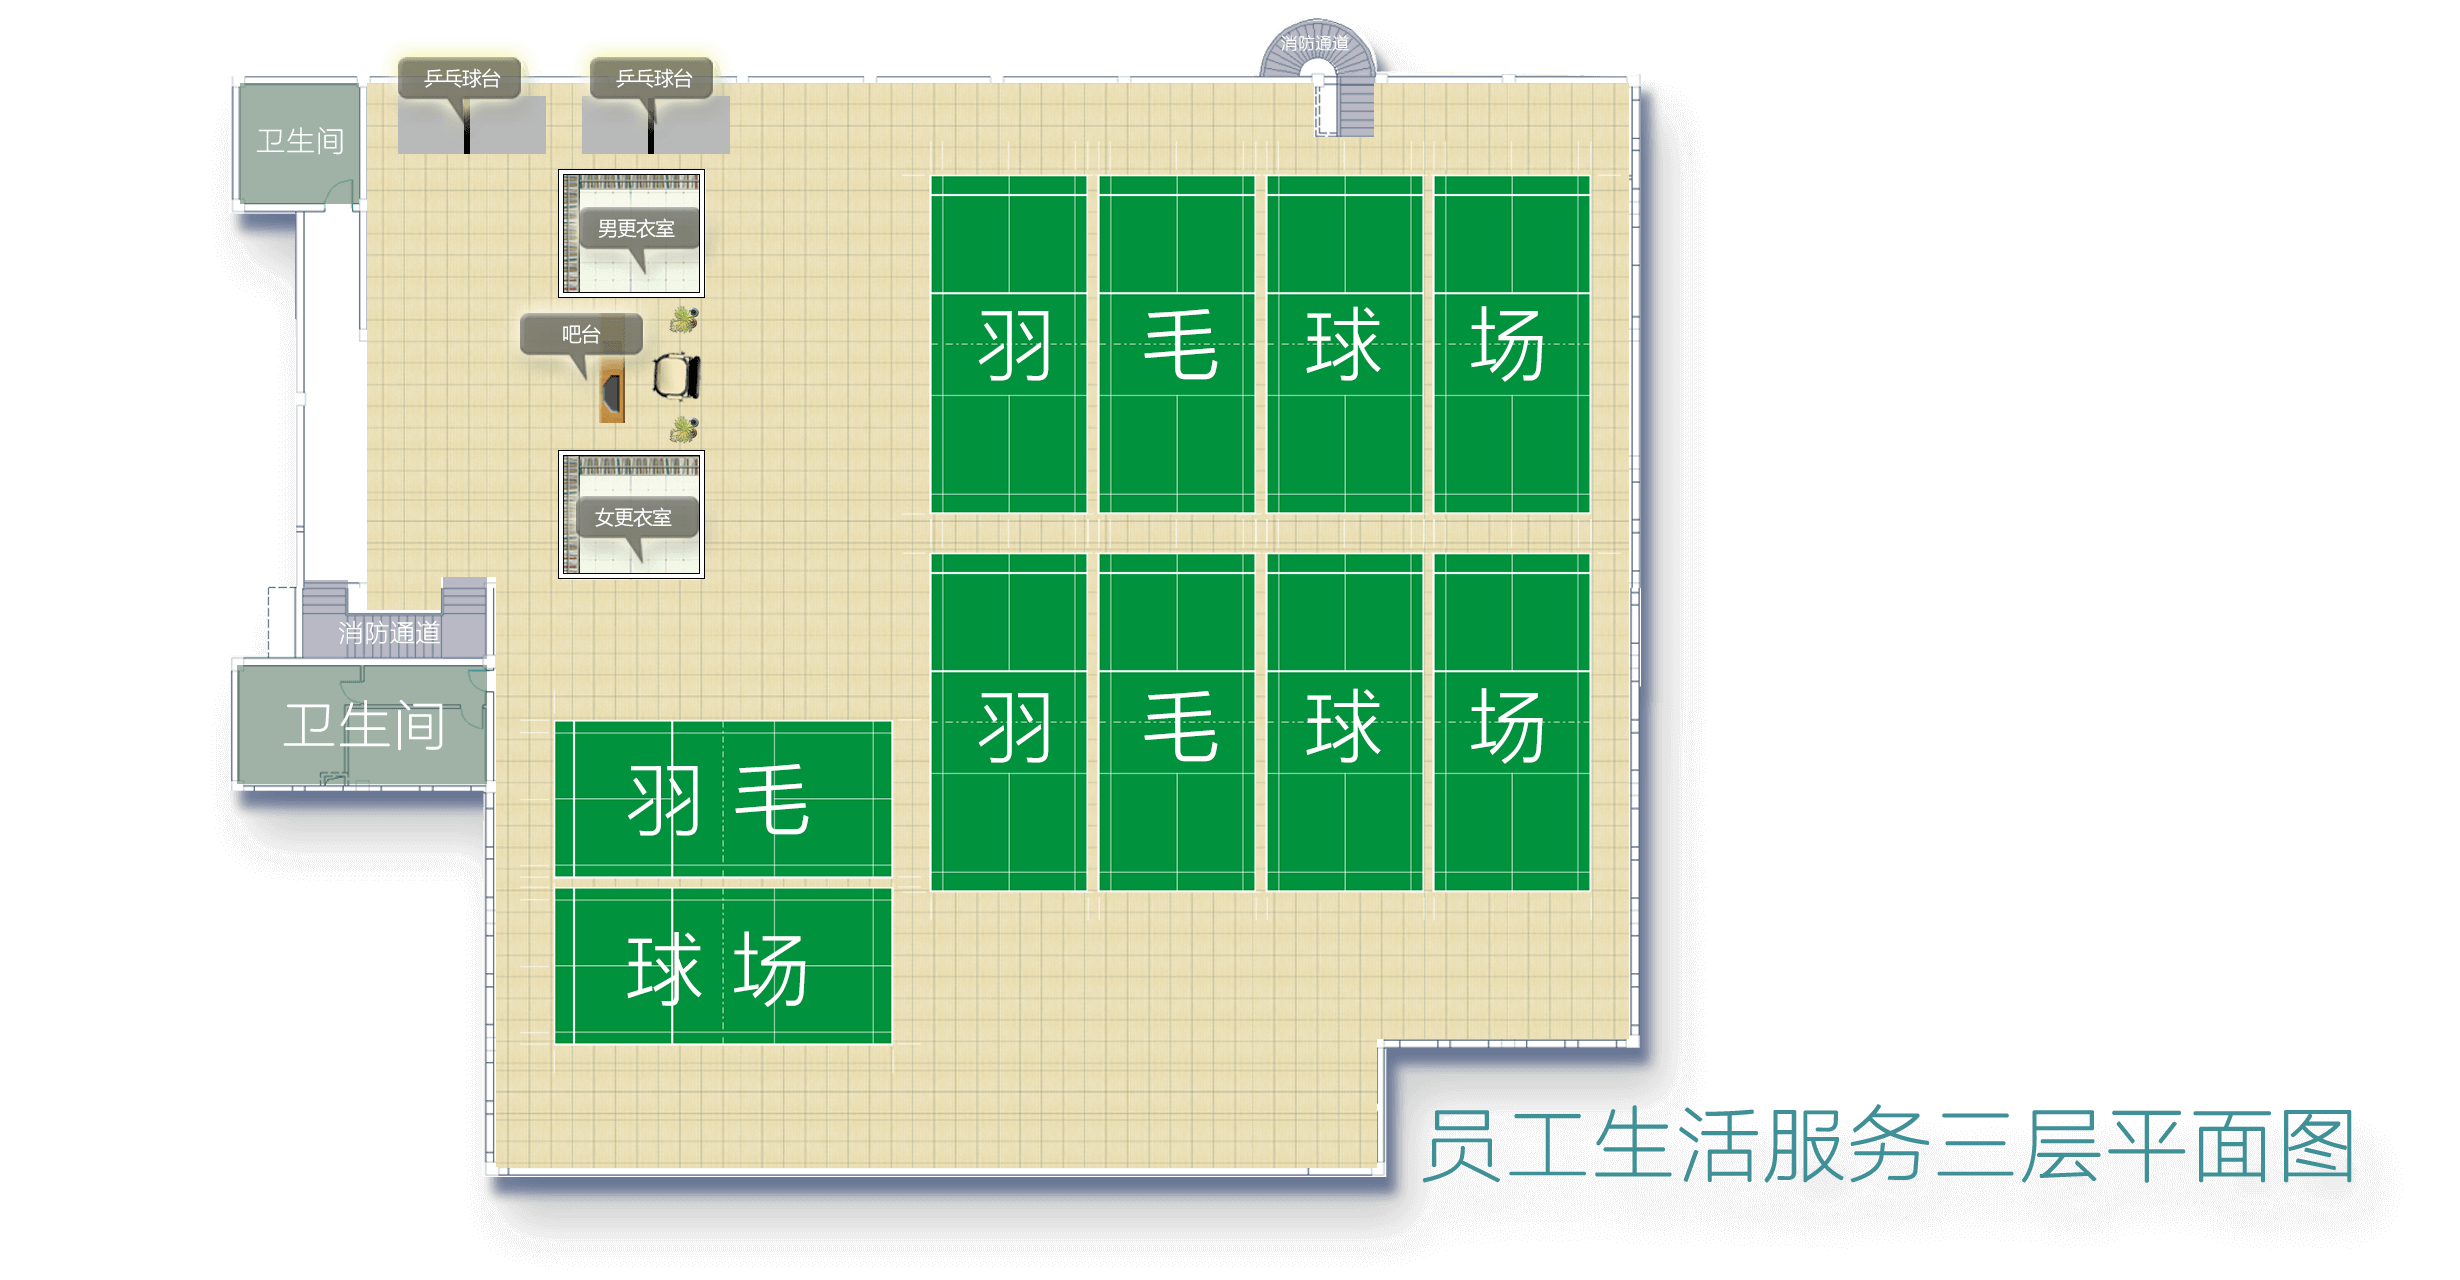 消防通道
乒乓球台
乒乓球台
卫生间
男更衣室
吧台
羽毛球场
女更衣室
消防通道
卫生间
羽毛球场
羽毛
球场
员工生活服务三层平面图